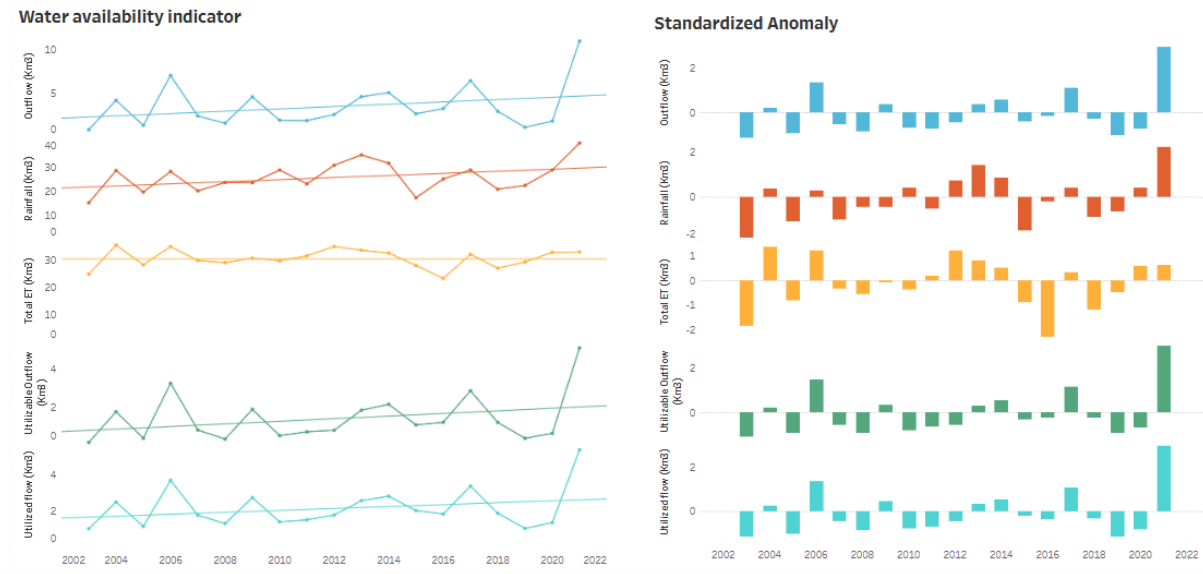 Water availability indicator
Outflow (Km3)
10
5
0
Rainfall (Km3)
40
30
20
10
0
Total ET (Km3)
30
20
10
0
Utilizable Outflow
(Km3)
4
2
0
Utilized flow (Km3)
4
2
0
2002 2004 2006 2008 2010 2012 2014 2016 2018 2020 2022
Standardized Anomaly
Outflow (Km3)
2
0
Rainfall (Km3)
2
0
-2
Total ET (Km3)
1
0
-1
-2
Utilizable Outflow
(Km3)
2
0
Utilized flow (Km3)
2
0
2002 2004 2006 2008 2010 2012 2014 2016 2018 2020 2022